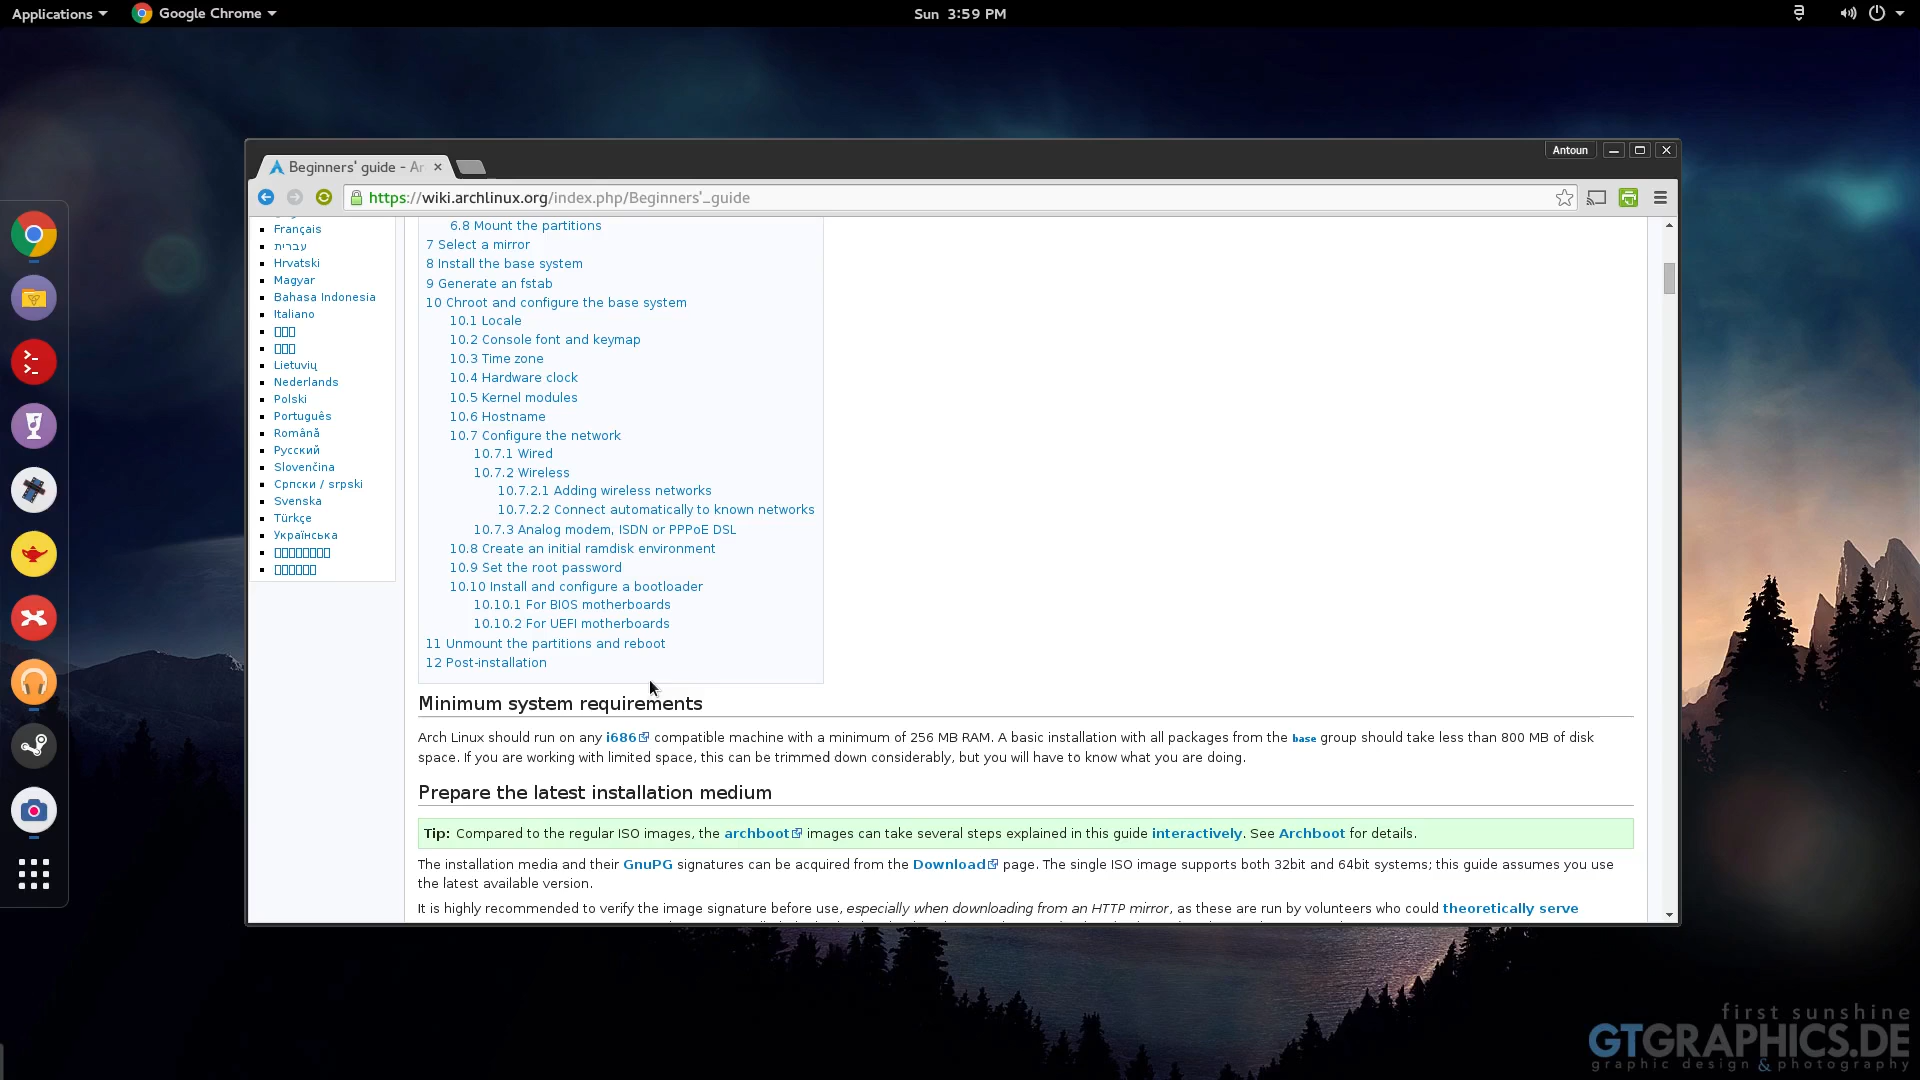 Applications
Google Chrome
Sun 3:59 PM
Antoun
Beginners' guide - Ar
https://wiki.archlinux.org/index.php/Beginners'_guide
Français
עברית
Hrvatski
Magyar
Bahasa Indonesia
Italiano
Lietuvių
Nederlands
Polski
Português
Română
Русский
Slovenčina
Српски / srpski
Svenska
Türkçe
Українська
6.8 Mount the partitions
7 Select a mirror
8 Install the base system
9 Generate an fstab
10 Chroot and configure the base system
10.1 Locale
10.2 Console font and keymap
10.3 Time zone
10.4 Hardware clock
10.5 Kernel modules
10.6 Hostname
10.7 Configure the network
10.7.1 Wired
10.7.2 Wireless
10.7.2.1 Adding wireless networks
10.7.2.2 Connect automatically to known networks
10.7.3 Analog modem, ISDN or PPPoE DSL
10.8 Create an initial ramdisk environment
10.9 Set the root password
10.10 Install and configure a bootloader
10.10.1 For BIOS motherboards
10.10.2 For UEFI motherboards
11 Unmount the partitions and reboot
12 Post-installation
Minimum system requirements
Arch Linux should run on any i686 compatible machine with a minimum of 256 MB RAM. A basic installation with all packages from the base group should take less than 800 MB of disk
space. If you are working with limited space, this can be trimmed down considerably, but you will have to know what you are doing.
Prepare the latest installation medium
Tip: Compared to the regular ISO images, the archboot images can take several steps explained in this guide interactively. See Archboot for details.
The installation media and their GnuPG signatures can be acquired from the Download page. The single ISO image supports both 32bit and 64bit systems; this guide assumes you use
the latest available version.
It is highly recommended to verify the image signature before use, especially when downloading from an HTTP mirror, as these are run by volunteers who could theoretically serve
first sunshine
GTGRAPHICS.DE
graphic design & photography